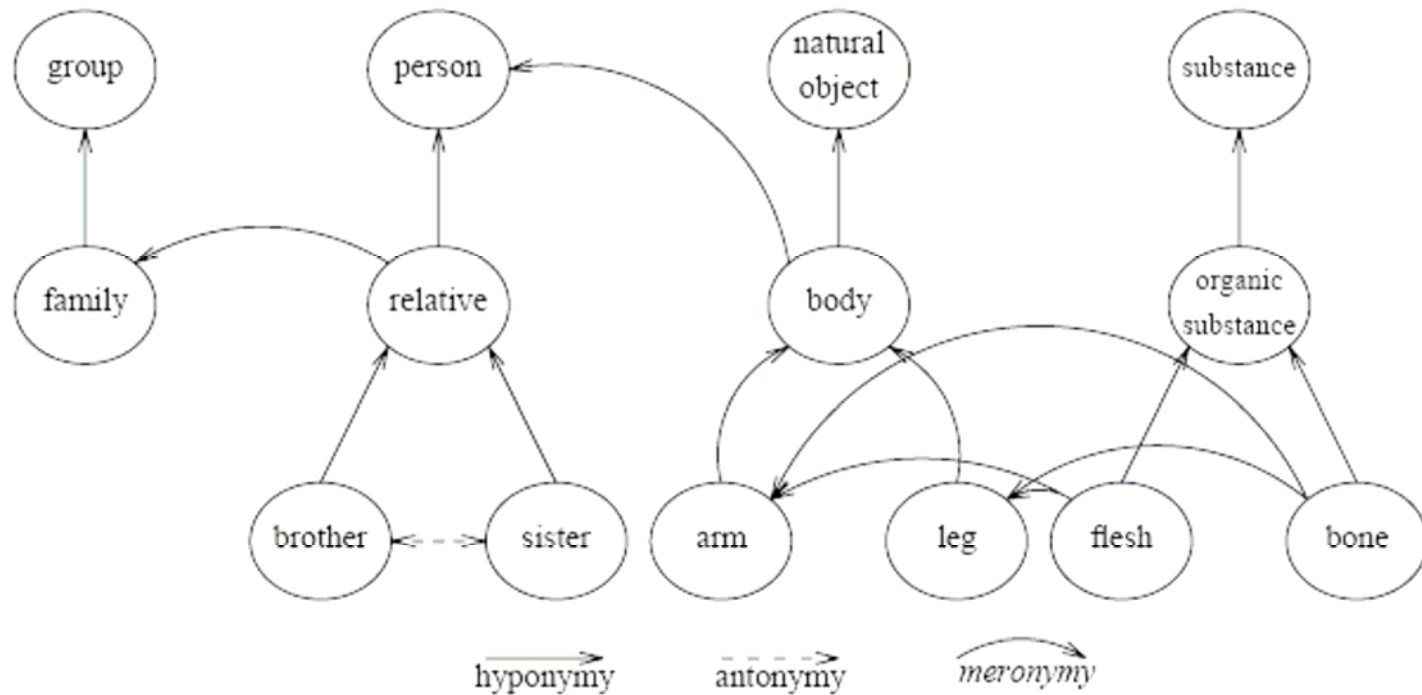 group
person
natural
object
substance
family
relative
body
organic
substance
brother
sister
arm
leg
flesh
bone
hyponymy
antonymy
meronymy